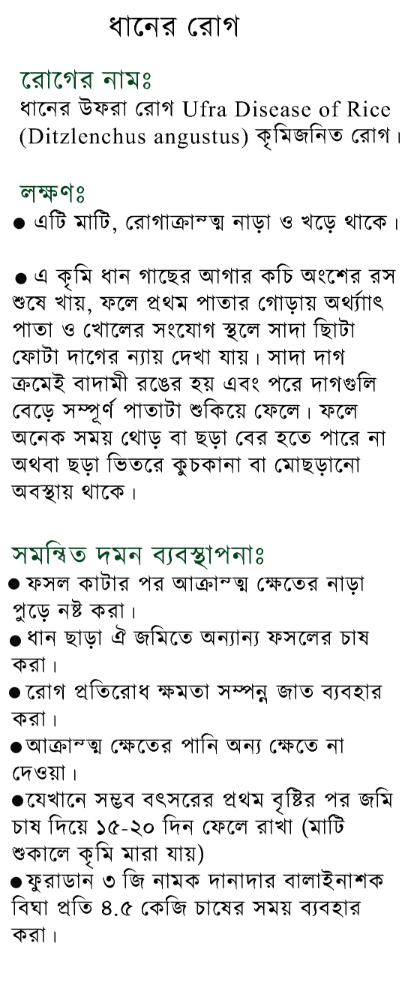 ধানের রোগ
রোগের নামঃ
ধানের উফরা রোগ Ufra Disease of Rice
(Ditzlenchus angustus) কৃমিজনিত রোগ।
লক্ষণঃ
● এটি মাটি, রোগাক্রান্ত নাড়া ও খড়ে থাকে।
● এ কৃমি ধান গাছের আগার কচি অংশের রস
শুষে খায়, ফলে প্রথম পাতার গোড়ায় অর্থ্যাৎ
পাতা ও খোলের সংযোগ স্থলে সাদা ছিটা
ফোটা দাগের ন্যায় দেখা যায়। সাদা দাগ
ক্রমেই বাদামী রঙের হয় এবং পরে দাগগুলি
বেড়ে সম্পূর্ণ পাতাটা শুকিয়ে ফেলে। ফলে
অনেক সময় থোড় বা ছড়া বের হতে পারে না
অথবা ছড়া ভিতরে কুচকানা বা মোছড়ানো
অবস্থায় থাকে।
সমন্বিত দমন ব্যবস্থাপনাঃ
● ফসল কাটার পর আক্রান্ত ক্ষেতের নাড়া
পুড়ে নষ্ট করা।
● ধান ছাড়া ঐ জমিতে অন্যান্য ফসলের চাষ
করা।
● রোগ প্রতিরোধ ক্ষমতা সম্পন্ন জাত ব্যবহার
করা।
● আক্রান্ত ক্ষেতের পানি অন্য ক্ষেতে না
দেওয়া।
● যেখানে সম্ভব বৎসরের প্রথম বৃষ্টির পর জমি
চাষ দিয়ে ১৫-২০ দিন ফেলে রাখা (মাটি
শুকালে কৃমি মারা যায়)
● ফুরাডান ৩ জি নামক দানাদার বালাইনাশক
বিঘা প্রতি ৪.৫ কেজি চাষের সময় ব্যবহার
করা।